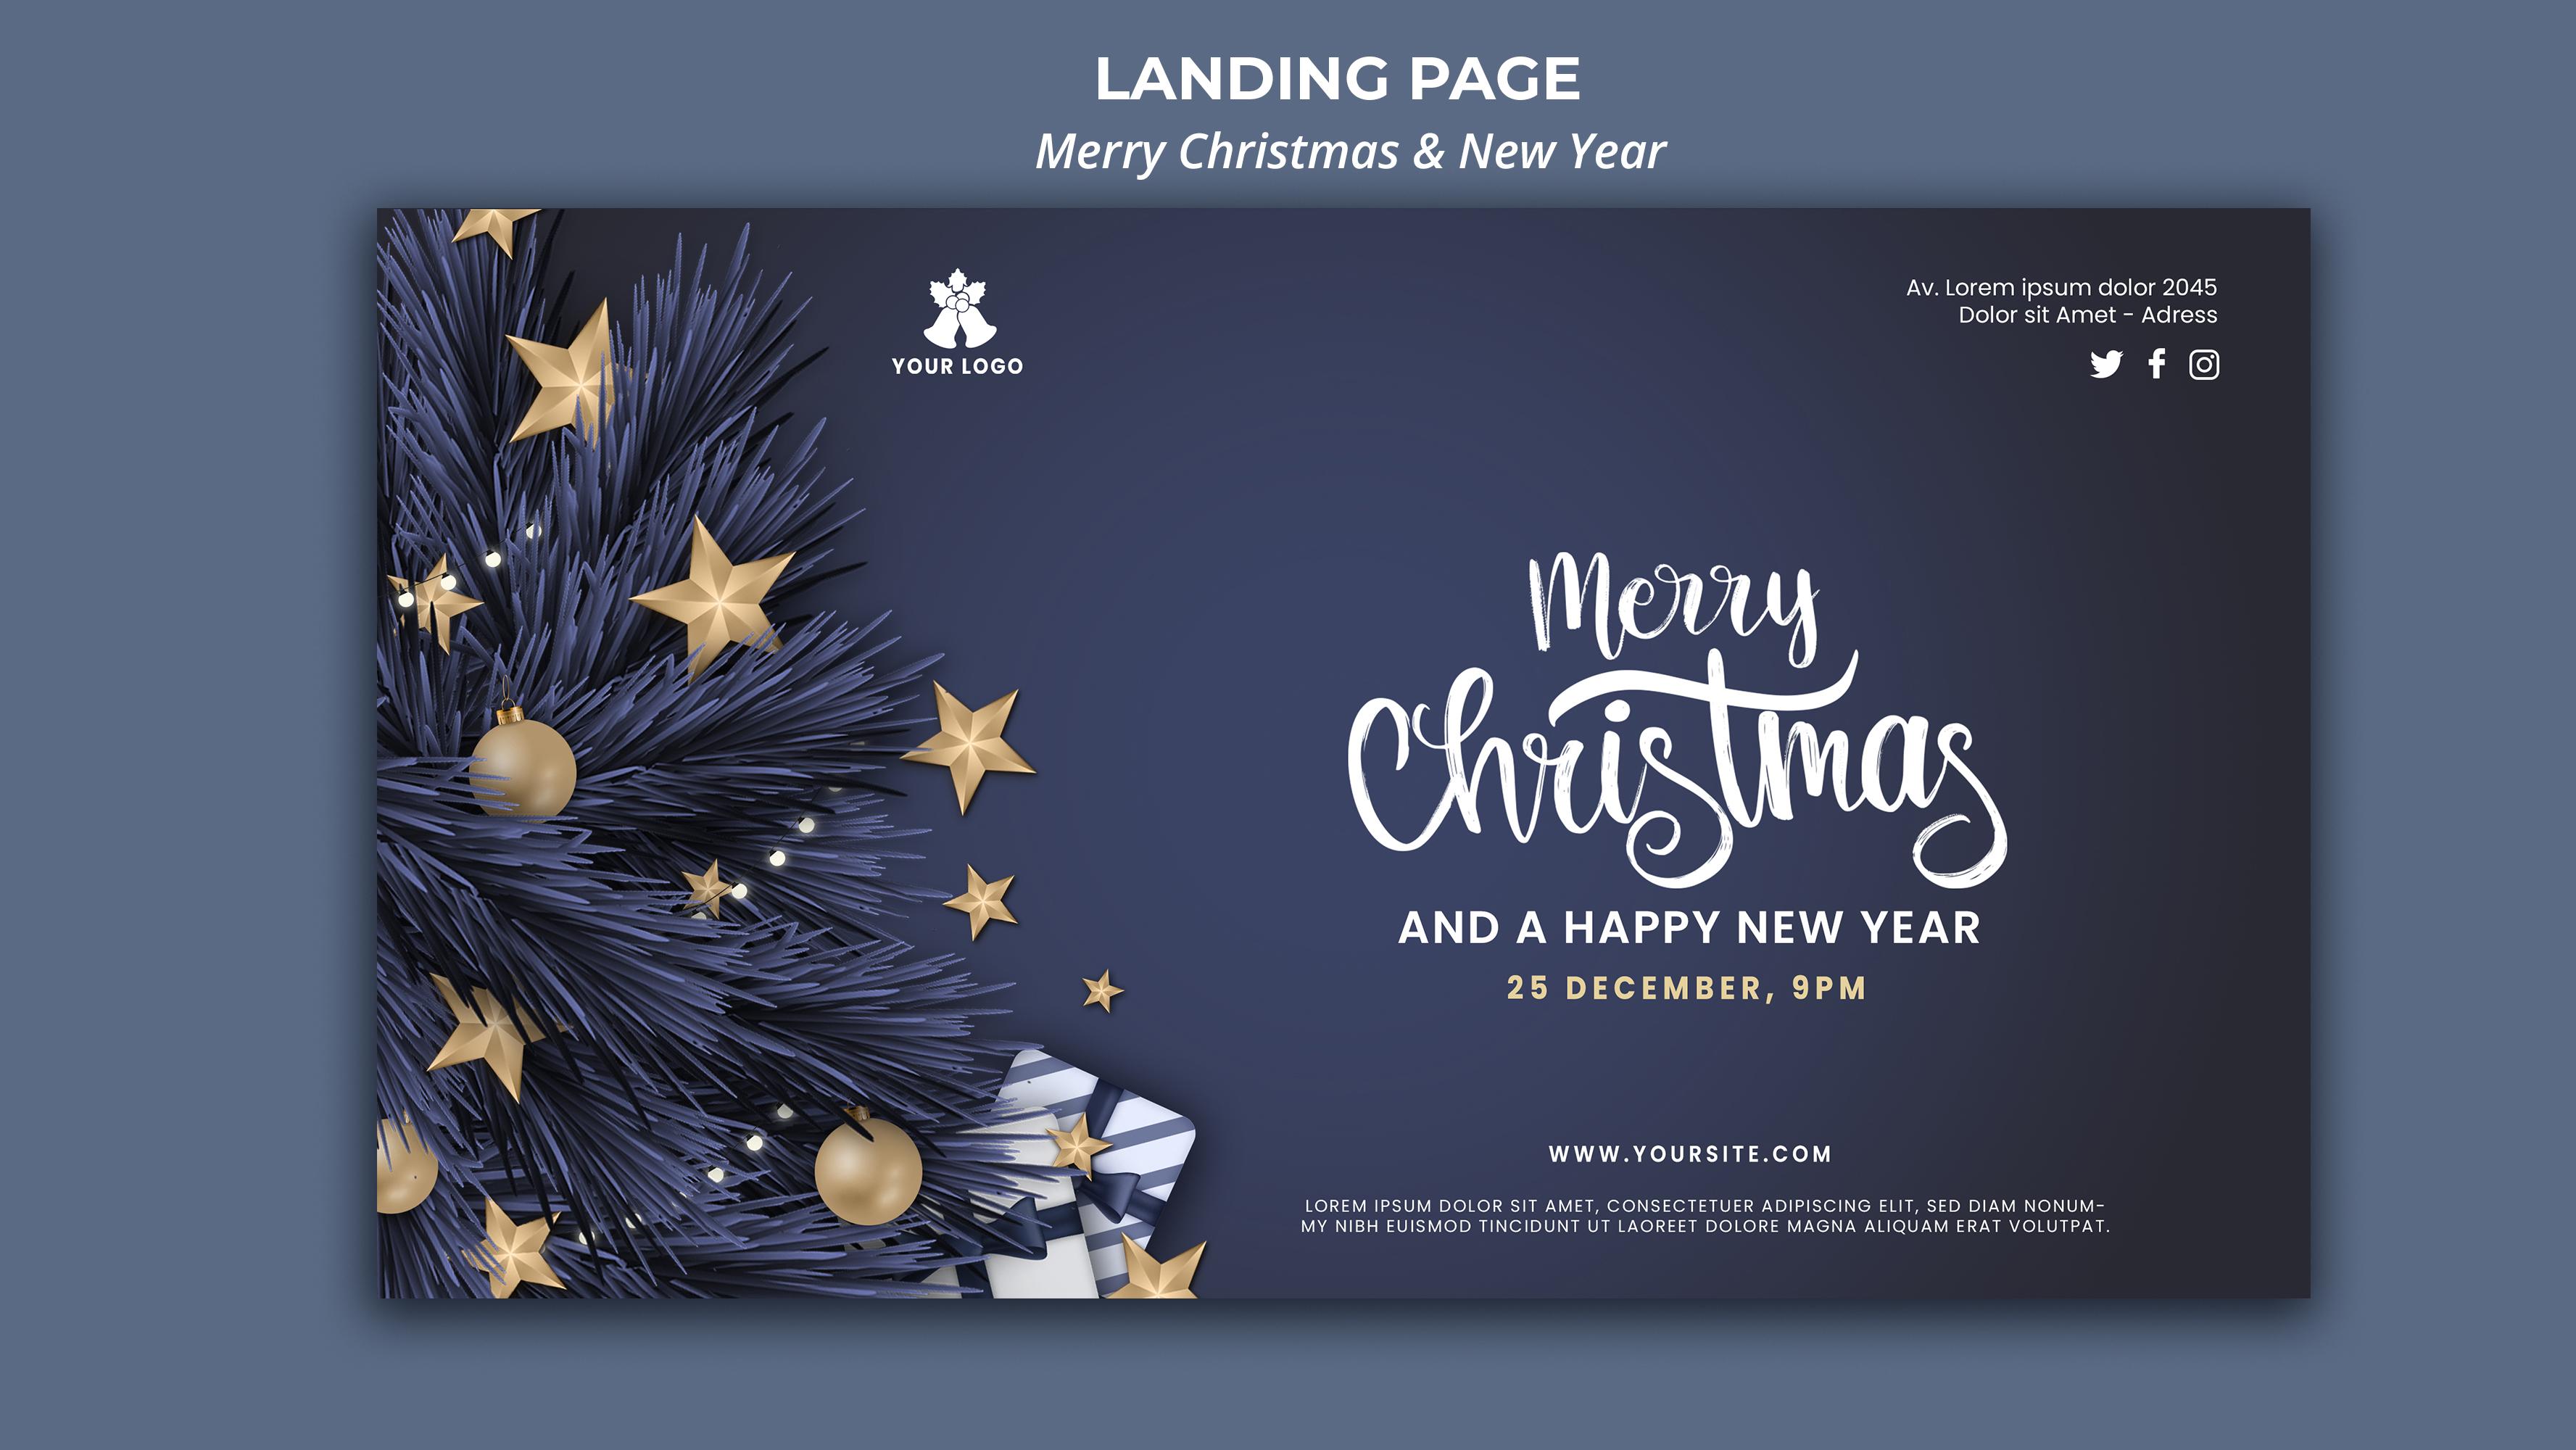 LANDING PAGE
Merry Christmas & New Year
YOUR LOGO
Av. Lorem ipsum dolor 2045
Dolor sit Amet - Adress
Merry
Christmas
AND A HAPPY NEW YEAR
25 DECEMBER, 9PM
WWW.YOURSITE.COM
LOREM IPSUM DOLOR SIT AMET, CONSECTETUER ADIPISCING ELIT, SED DIAM NONUM-
MY NIBH EUISMOD TINCIDUNT UT LAOREET DOLORE MAGNA ALIQUAM ERAT VOLUTPAT.